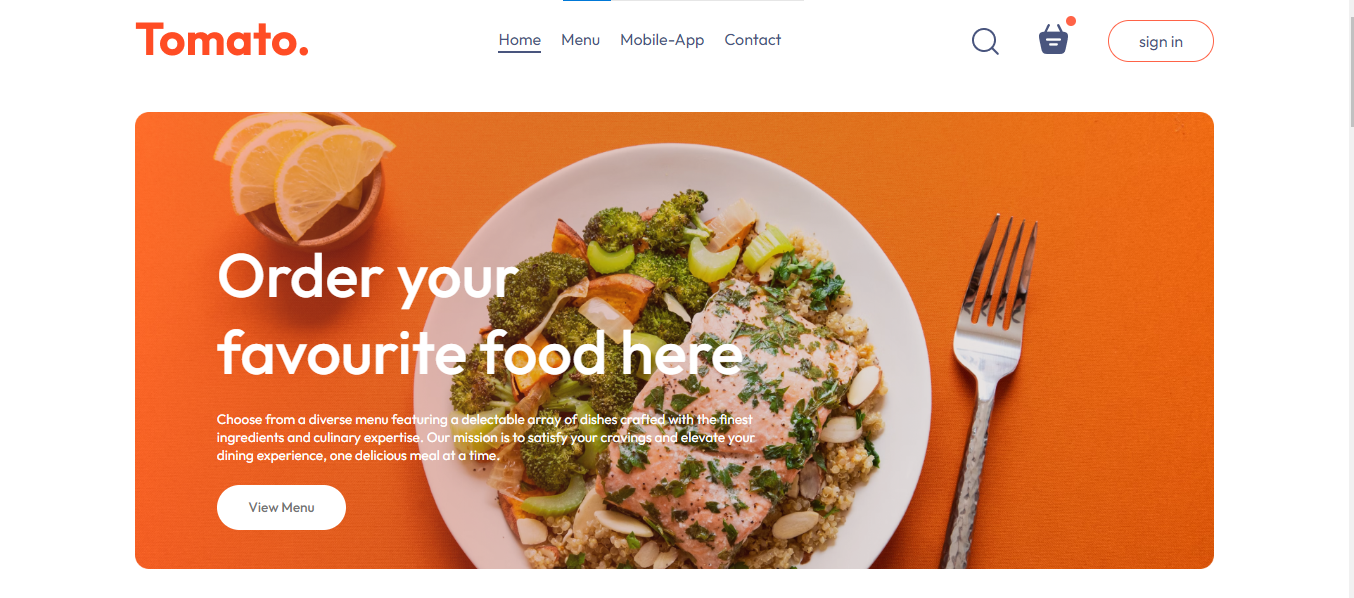 Tomato.
Home Menu Mobile-App Contact
sign in
Order your
favourite food here
Choose from a diverse menu featuring a delectable array of dishes crafted with the finest
ingredients and culinary expertise. Our mission is to satisfy your cravings and elevate your
dining experience, one delicious meal at a time.
View Menu